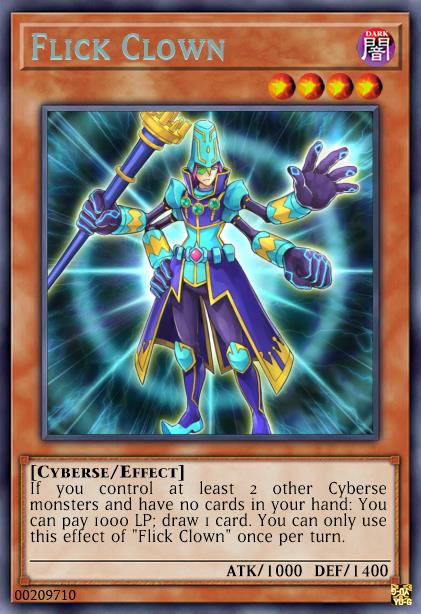 Flick Clown
DARK
闇
[Cyberse/Effect]
If you control at least 2 other Cyberse
monsters and have no cards in your hand: You
can pay 1000 LP; draw 1 card. You can only use
this effect of "Flick Clown" once per turn.
ATK/1000 DEF/1400
00209710